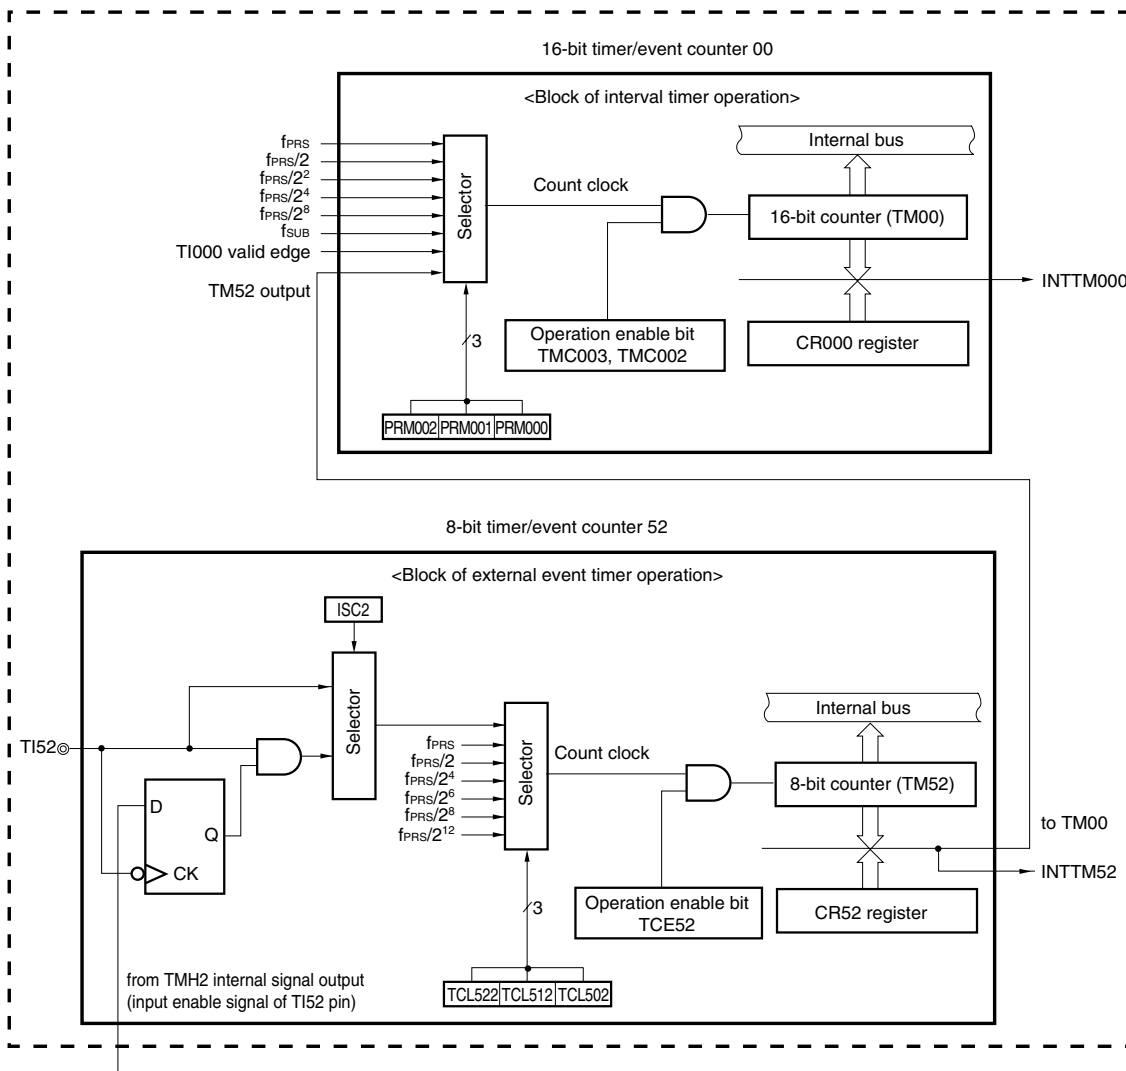 16-bit timer/event counter 00
<Block of interval timer operation>
Internal bus
fPRS
fPRS/2
fPRS/2²
fPRS/2⁴
fPRS/2⁸
fSUB
TI000 valid edge
TM52 output
Selector
Count clock
16-bit counter (TM00)
INTTM000
Operation enable bit
TMC003, TMC002
CR000 register
3
PRM002 PRM001 PRM000
8-bit timer/event counter 52
<Block of external event timer operation>
ISC2
Selector
Internal bus
TI52
fPRS
fPRS/2
fPRS/2⁴
fPRS/2⁶
fPRS/2⁸
fPRS/2¹²
Selector
Count clock
8-bit counter (TM52)
D
Q
CK
to TM00
INTTM52
Operation enable bit
TCE52
CR52 register
3
from TMH2 internal signal output
(input enable signal of TI52 pin)
TCL522 TCL512 TCL502